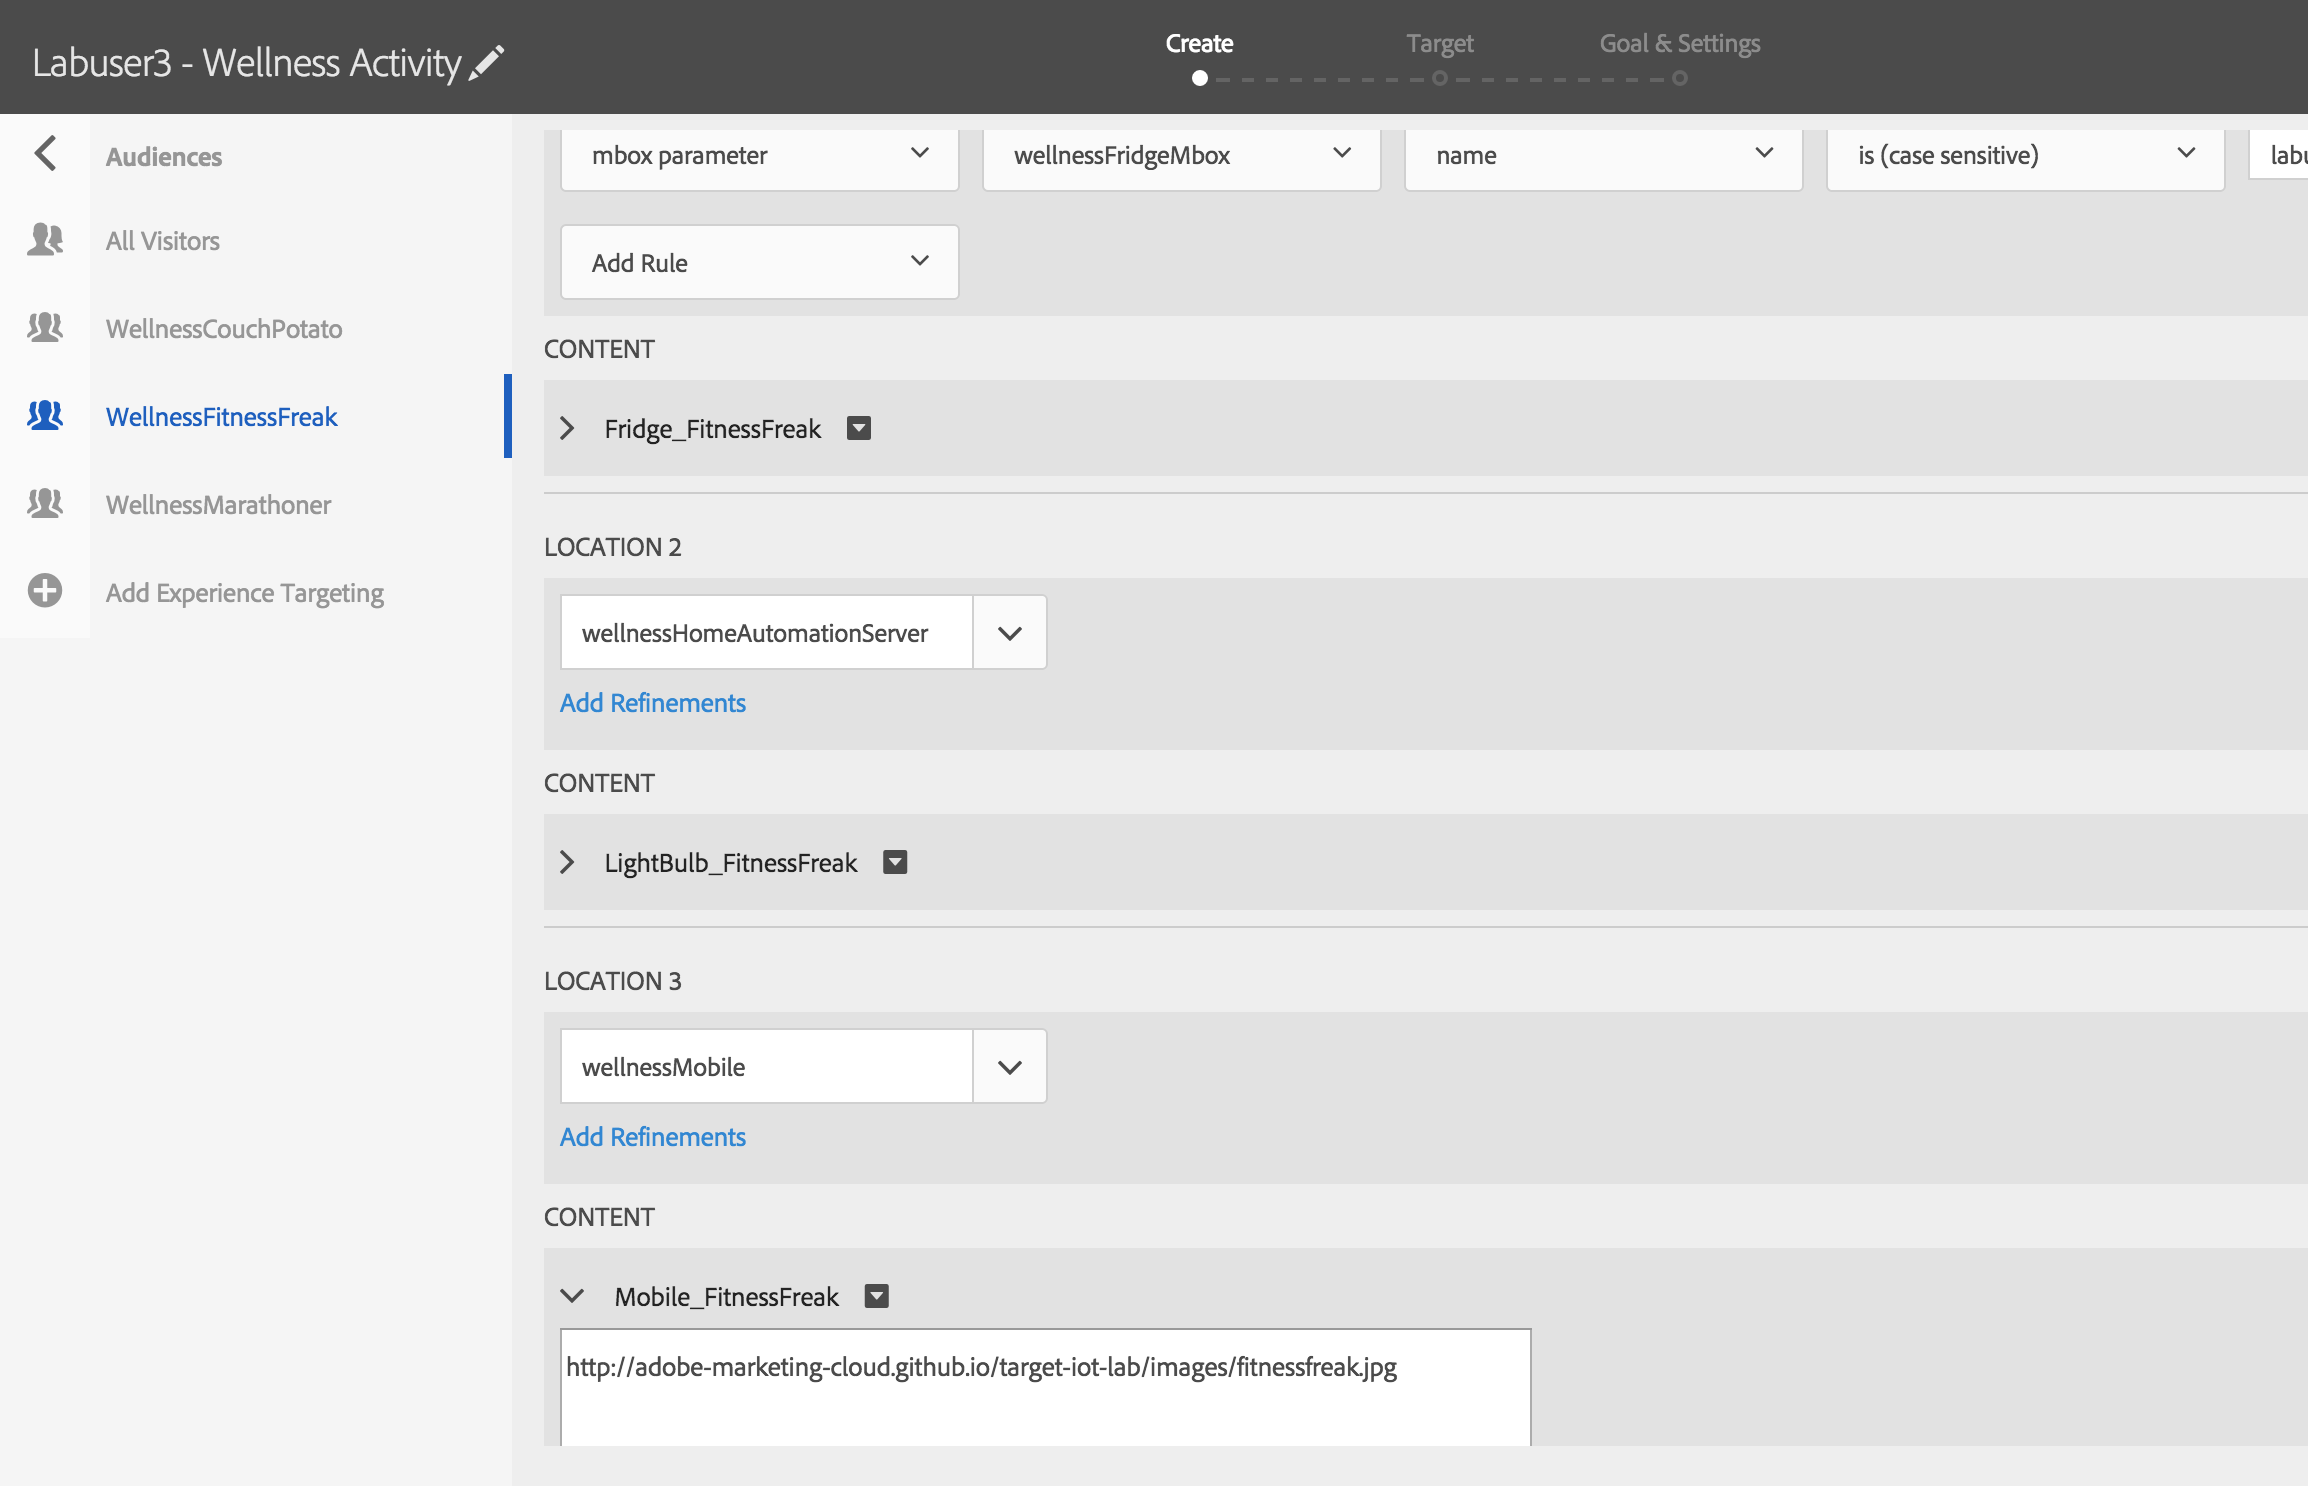 Labuser3 - Wellness Activity
Create
Target
Goal & Settings
Audiences
All Visitors
WellnessCouchPotato
WellnessFitnessFreak
WellnessMarathoner
Add Experience Targeting
mbox parameter
wellnessFridgeMbox
name
is (case sensitive)
labu
Add Rule
CONTENT
Fridge_FitnessFreak
LOCATION 2
wellnessHomeAutomationServer
Add Refinements
CONTENT
LightBulb_FitnessFreak
LOCATION 3
wellnessMobile
Add Refinements
CONTENT
Mobile_FitnessFreak
http://adobe-marketing-cloud.github.io/target-iot-lab/images/fitnessfreak.jpg